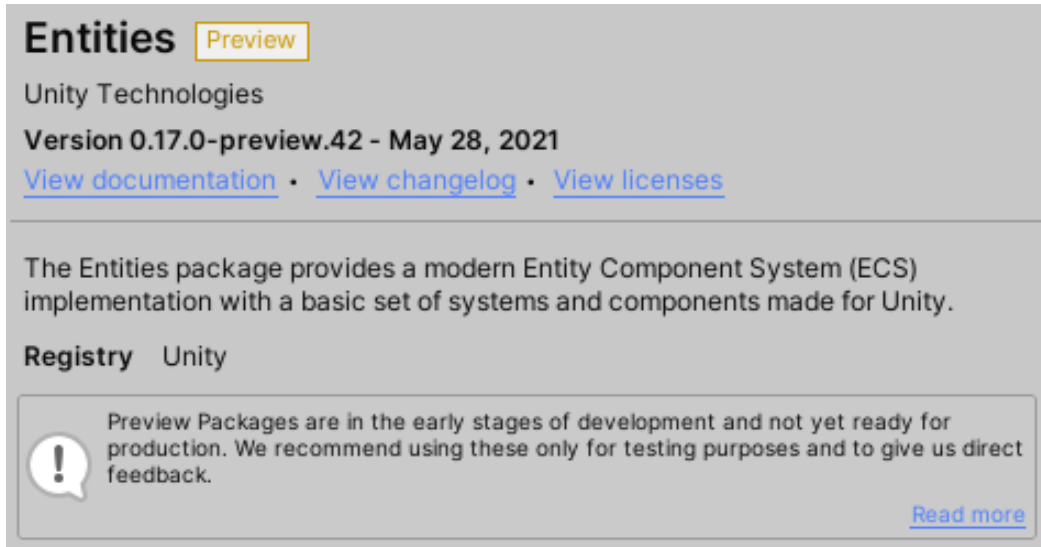 Entities Preview
Unity Technologies
Version 0.17.0-preview.42 - May 28, 2021
View documentation • View changelog • View licenses
The Entities package provides a modern Entity Component System (ECS)
implementation with a basic set of systems and components made for Unity.
Registry Unity
Preview Packages are in the early stages of development and not yet ready for
production. We recommend using these only for testing purposes and to give us direct
feedback.
Read more